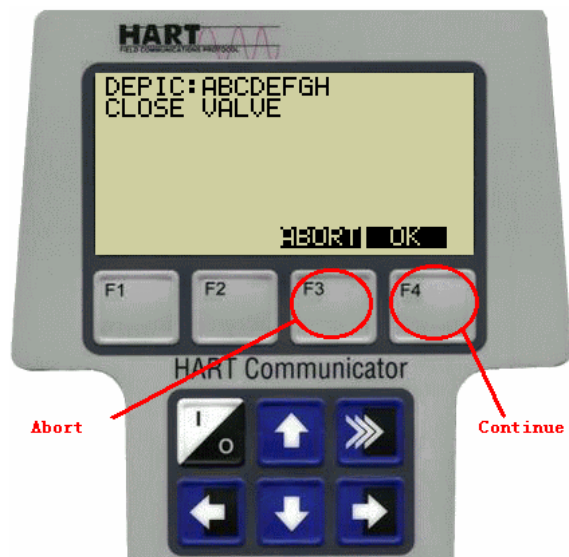 HART
FIELD COMMUNICATIONS PROTOCOL
DEPIC:ABCDEFGH
CLOSE VALVE
ABORT OK
F1 F2 F3 F4
HART Communicator
Abort Continue
I
O